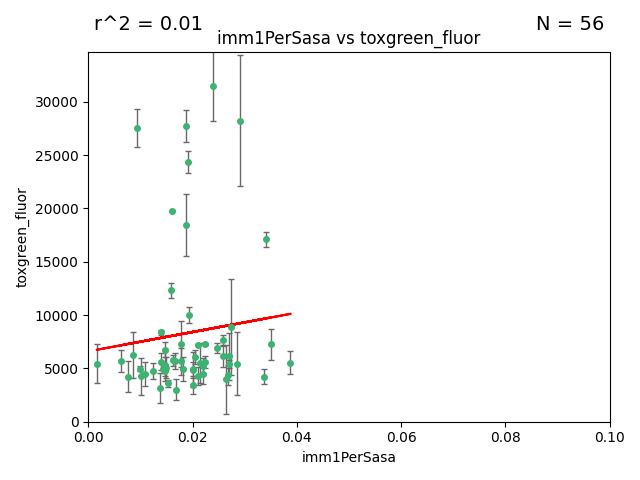 r^2 = 0.01
N = 56
imm1PerSasa vs toxgreen_fluor
30000
25000
20000
15000
10000
5000
0
toxgreen_fluor
0.00
0.02
0.04
0.06
0.08
0.10
imm1PerSasa